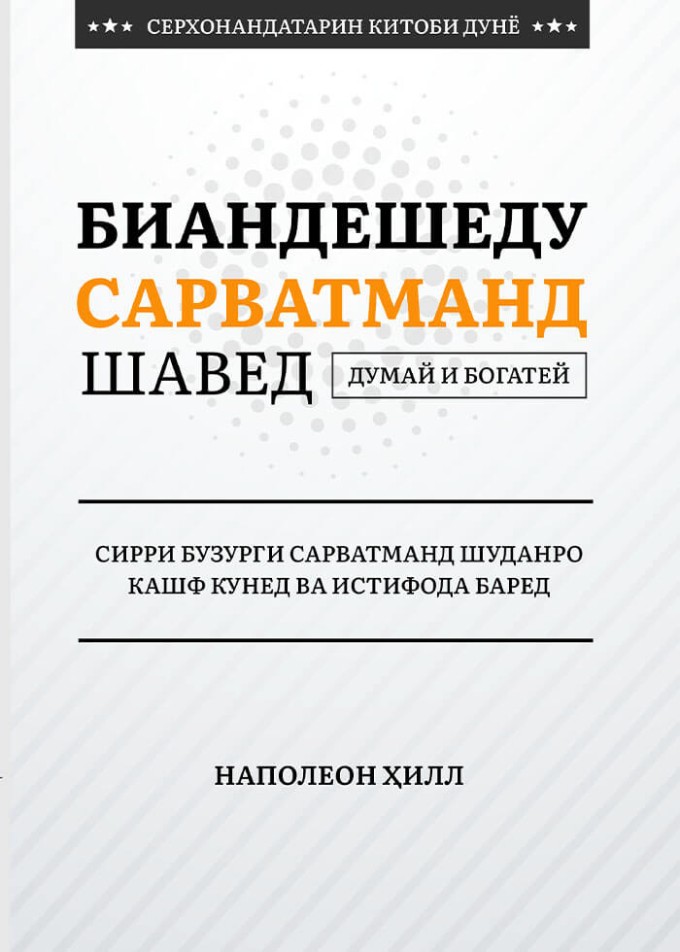 ★★★ СЕРХОНАНДАТАРИН КИТОБИ ДУНЁ ★★★
БИАНДЕШЕДУ
САРВАТМАНД
ШАВЕД ДУМАЙ И БОГАТЕЙ
СИРРИ БУЗУРГИ САРВАТМАНД ШУДАНРО
КАШФ КУНЕД ВА ИСТИФОДА БАРЕД
НАПОЛЕОН ҲИЛЛ